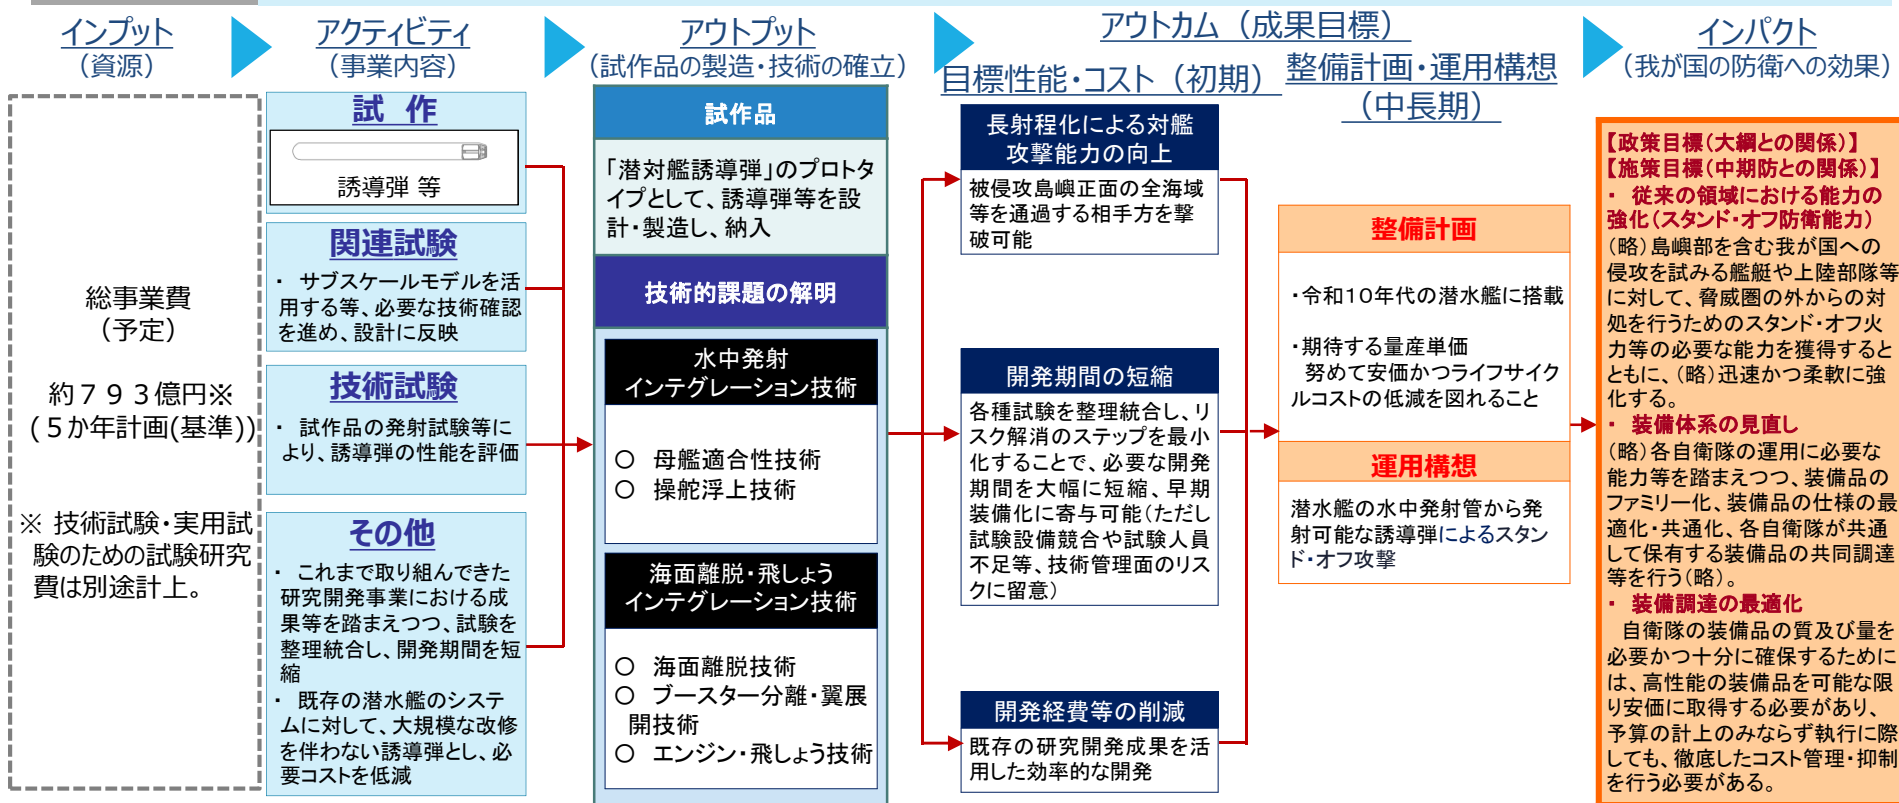 インプット
（資源）
アクティビティ
（事業内容）
アウトプット
（試作品の製造・技術の確立）
アウトカム（成果目標）
目標性能・コスト（初期）
整備計画・運用構想
（中長期）
インパクト
（我が国の防衛への効果）
総事業費
（予定）
約７９３億円※
(５か年計画(基準))
※ 技術試験・実用試
験のための試験研究
費は別途計上。
試 作
誘導弾 等
関連試験
・ サブスケールモデルを活
用する等、必要な技術確認
を進め、設計に反映
技術試験
・ 試作品の発射試験等に
より、誘導弾の性能を評価
その他
・ これまで取り組んできた
研究開発事業における成
果等を踏まえつつ、試験を
整理統合し、開発期間を短
縮
・ 既存の潜水艦のシステ
ムに対して、大規模な改修
を伴わない誘導弾とし、必
要コストを低減
試作品
「潜対艦誘導弾」のプロトタ
イプとして、誘導弾等を設
計・製造し、納入
技術的課題の解明
水中発射
インテグレーション技術
○ 母艦適合性技術
○ 操舵浮上技術
海面離脱・飛しょう
インテグレーション技術
○ 海面離脱技術
○ ブースター分離・翼展
開技術
○ エンジン・飛しょう技術
長射程化による対艦
攻撃能力の向上
被侵攻島嶼正面の全海域
等を通過する相手方を撃
破可能
開発期間の短縮
各種試験を整理統合し、リ
スク解消のステップを最小
化することで、必要な開発
期間を大幅に短縮、早期
装備化に寄与可能（ただし
試験設備競合や試験人員
不足等、技術管理面のリス
クに留意）
開発経費等の削減
既存の研究開発成果を活
用した効率的な開発
整備計画
・令和１０年代の潜水艦に搭載
・期待する量産単価
努めて安価かつライフサイク
ルコストの低減を図れること
運用構想
潜水艦の水中発射管から発
射可能な誘導弾によるスタン
ド・オフ攻撃
【政策目標（大綱との関係）】
【施策目標（中期防との関係）】
・ 従来の領域における能力の
強化（スタンド・オフ防衛能力）
（略）島嶼部を含む我が国への
侵攻を試みる艦艇や上陸部隊等
に対して、脅威圏の外からの対
処を行うためのスタンド・オフ火
力等の必要な能力を獲得すると
ともに、（略）迅速かつ柔軟に強
化する。
・ 装備体系の見直し
（略）各自衛隊の運用に必要な
能力等を踏まえつつ、装備品の
ファミリー化、装備品の仕様の最
適化・共通化、各自衛隊が共通
して保有する装備品の共同調達
等を行う（略）。
・ 装備調達の最適化
自衛隊の装備品の質及び量を
必要かつ十分に確保するために
は、高性能の装備品を可能な限
り安価に取得する必要があり、
予算の計上のみならず執行に際
しても、徹底したコスト管理・抑制
を行う必要がある。